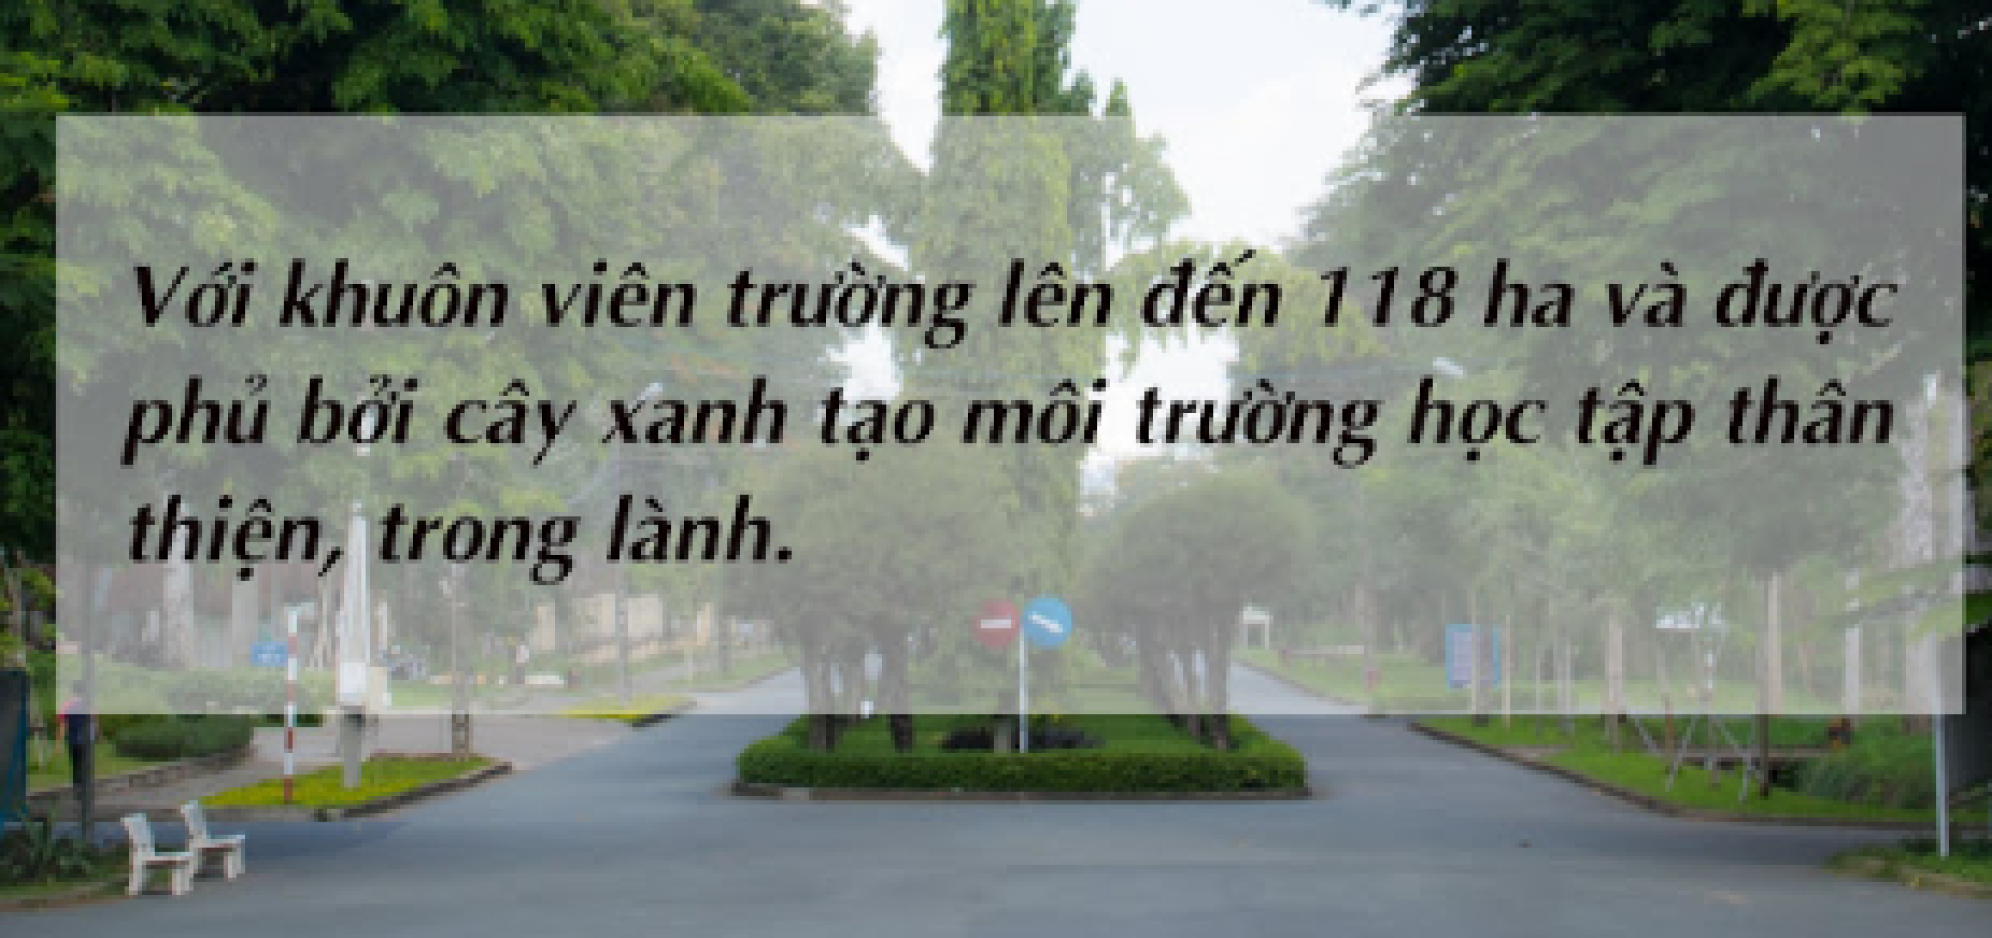 Với khuôn viên trường lên đến 118 ha và được
phủ bởi cây xanh tạo môi trường học tập thân
thiện, trong lành.